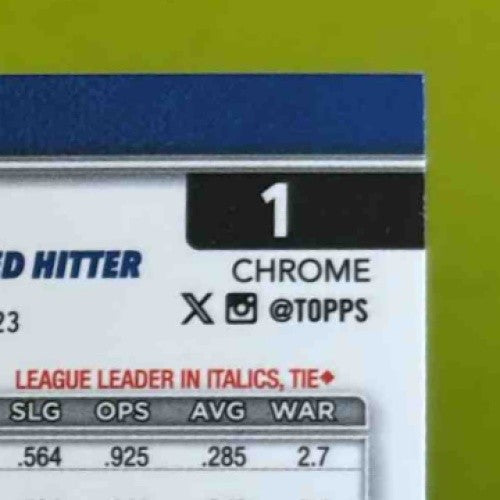 1
ED HITTER
CHROME
23
X @TOPPS
LEAGUE LEADER IN ITALICS, TIE◆
SLG OPS AVG WAR
.564 .925 .285 2.7